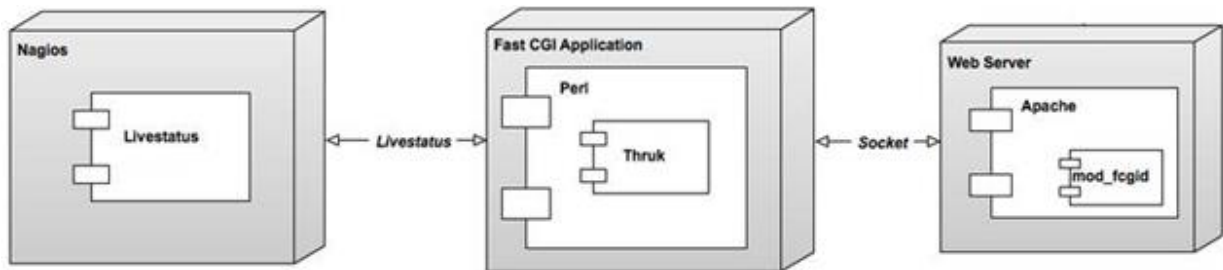 Nagios
Livestatus
Livestatus
Fast CGI Application
Perl
Thruk
Socket
Web Server
Apache
mod_fcgid